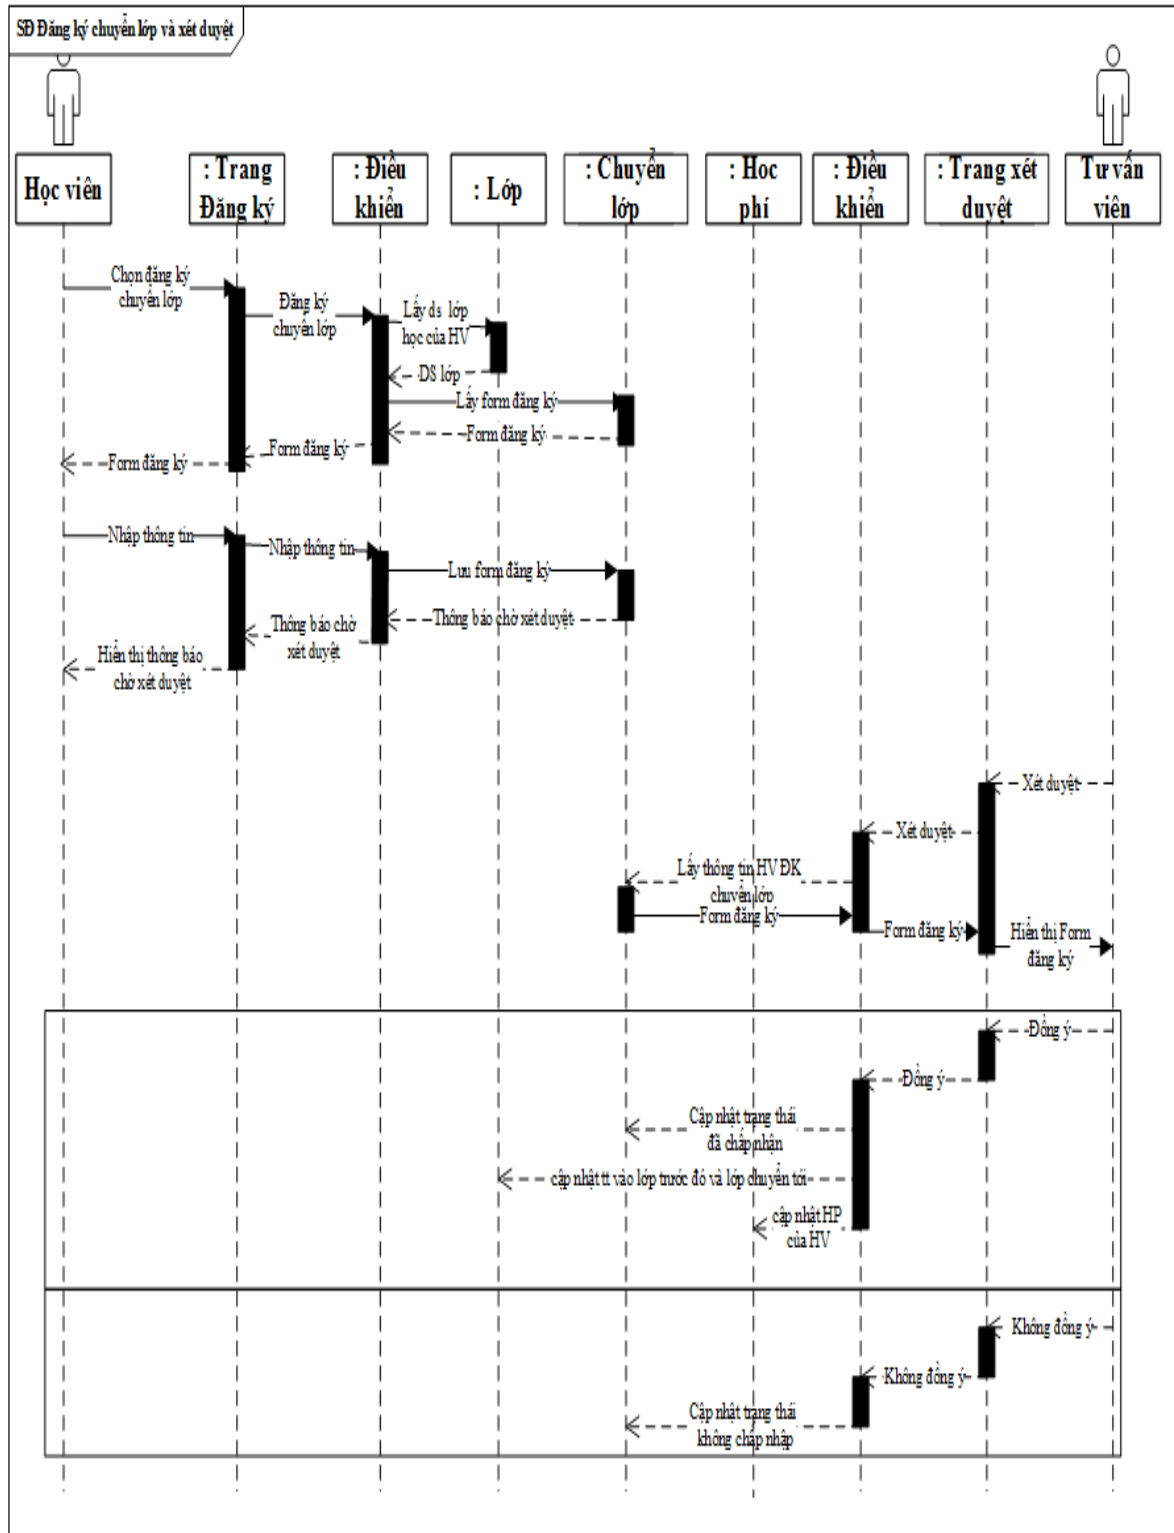 SĐ Đăng ký chuyển lớp và xét duyệt
Học viên
: Trang
Đăng ký
: Điều
khiển
: Lớp
: Chuyển
lớp
: Hoc
phí
: Điều
khiển
: Trang xét
duyệt
Tư vấn
viên
Chọn đăng ký
chuyển lớp
Đăng ký
chuyển lớp
Lấy ds lớp
học của HV
DS lớp
Lấy form đăng ký
Form đăng ký
Form đăng ký
Form đăng ký
Nhập thông tin
Nhập thông tin
Lưu form đăng ký
Thông báo chờ xét duyệt
Thông báo chờ
xét duyệt
Hiển thị thông báo
chờ xét duyệt
Xét duyệt
Xét duyệt
Lấy thông tin HV ĐK
chuyển lớp
Form đăng ký
Form đăng ký
Hiển thị Form
đăng ký
Đồng ý
Đồng ý
Cập nhật trạng thái
đã chấp nhận
cập nhật tt vào lớp trước đó và lớp chuyển tới
cập nhật HP
của HV
Không đồng ý
Không đồng ý
Cập nhật trạng thái
không chấp nhập